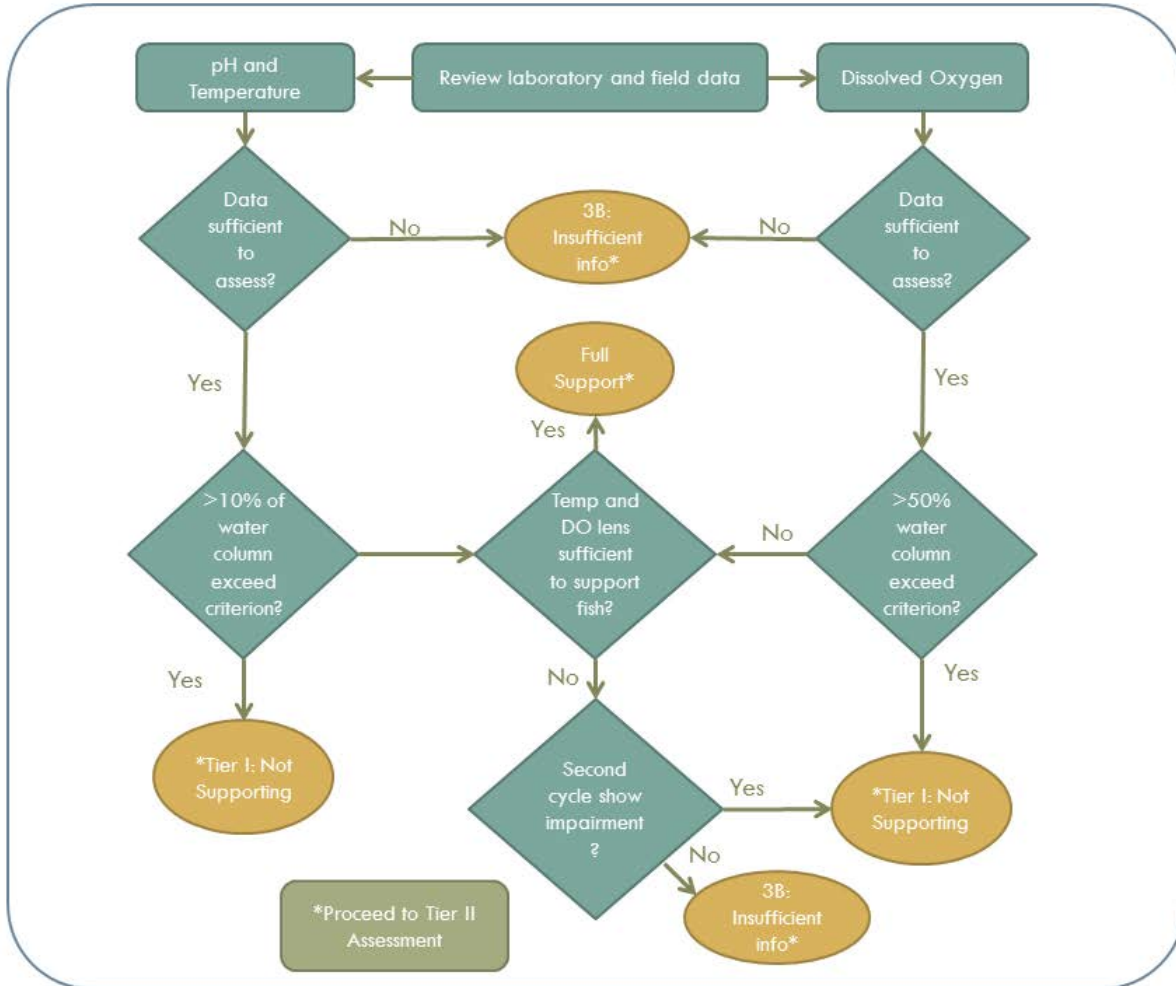 pH and
Temperature
Review laboratory and field data
Dissolved Oxygen
Data
sufficient
to
assess?
No
3B:
Insufficient
info*
No
Data
sufficient
to
assess?
Yes
Full
Support*
Yes
Yes
>10% of
water
column
exceed
criterion?
Temp and
DO lens
sufficient
to support
fish?
No
>50%
water
column
exceed
criterion?
Yes
No
Yes
*Tier I: Not
Supporting
Second
cycle show
impairment
?
Yes
*Tier I: Not
Supporting
No
3B:
Insufficient
info*
*Proceed to Tier II
Assessment